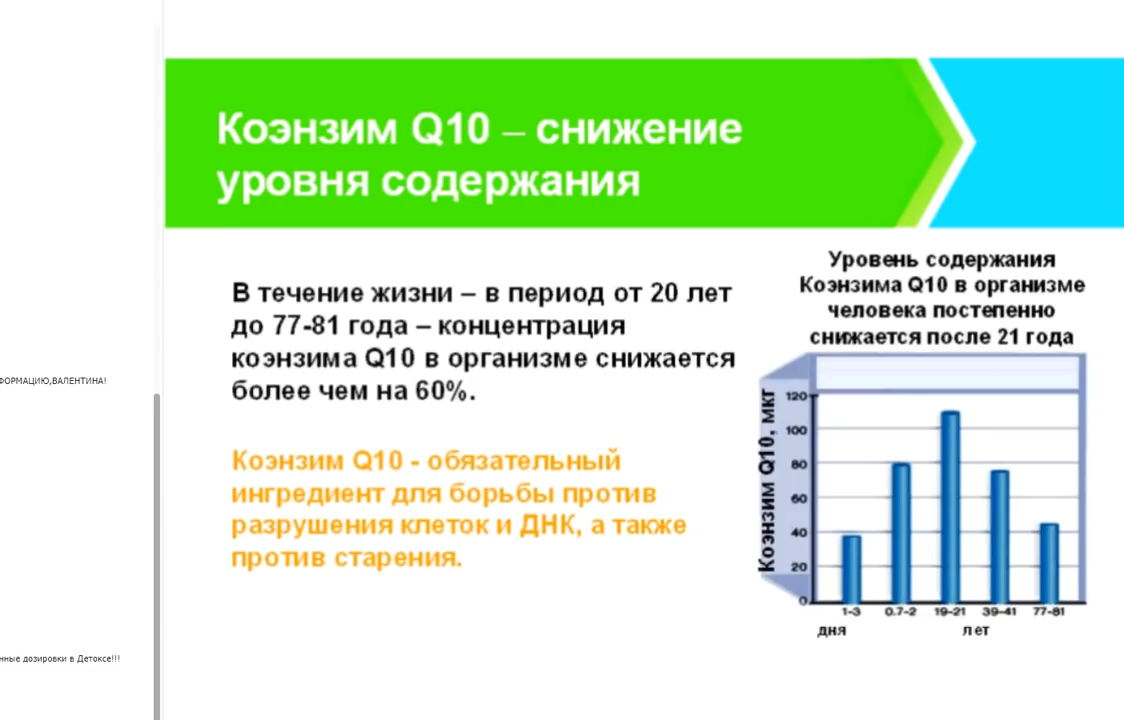 Коэнзим Q10 – снижение
уровня содержания
В течение жизни – в период от 20 лет
до 77-81 года – концентрация
коэнзима Q10 в организме снижается
более чем на 60%.
Коэнзим Q10 - обязательный
ингредиент для борьбы против
разрушения клеток и ДНК, а также
против старения.
Уровень содержания
Коэнзима Q10 в организме
человека постепенно
снижается после 21 года
Коэнзим Q10, мкг
120
100
80
60
40
20
0
1-3 0.7-2 19-21 39-41 77-81
дня лет
ФОРМАЦИЮ,ВАЛЕНТИНА!
нные дозировки в Детоксе!!!